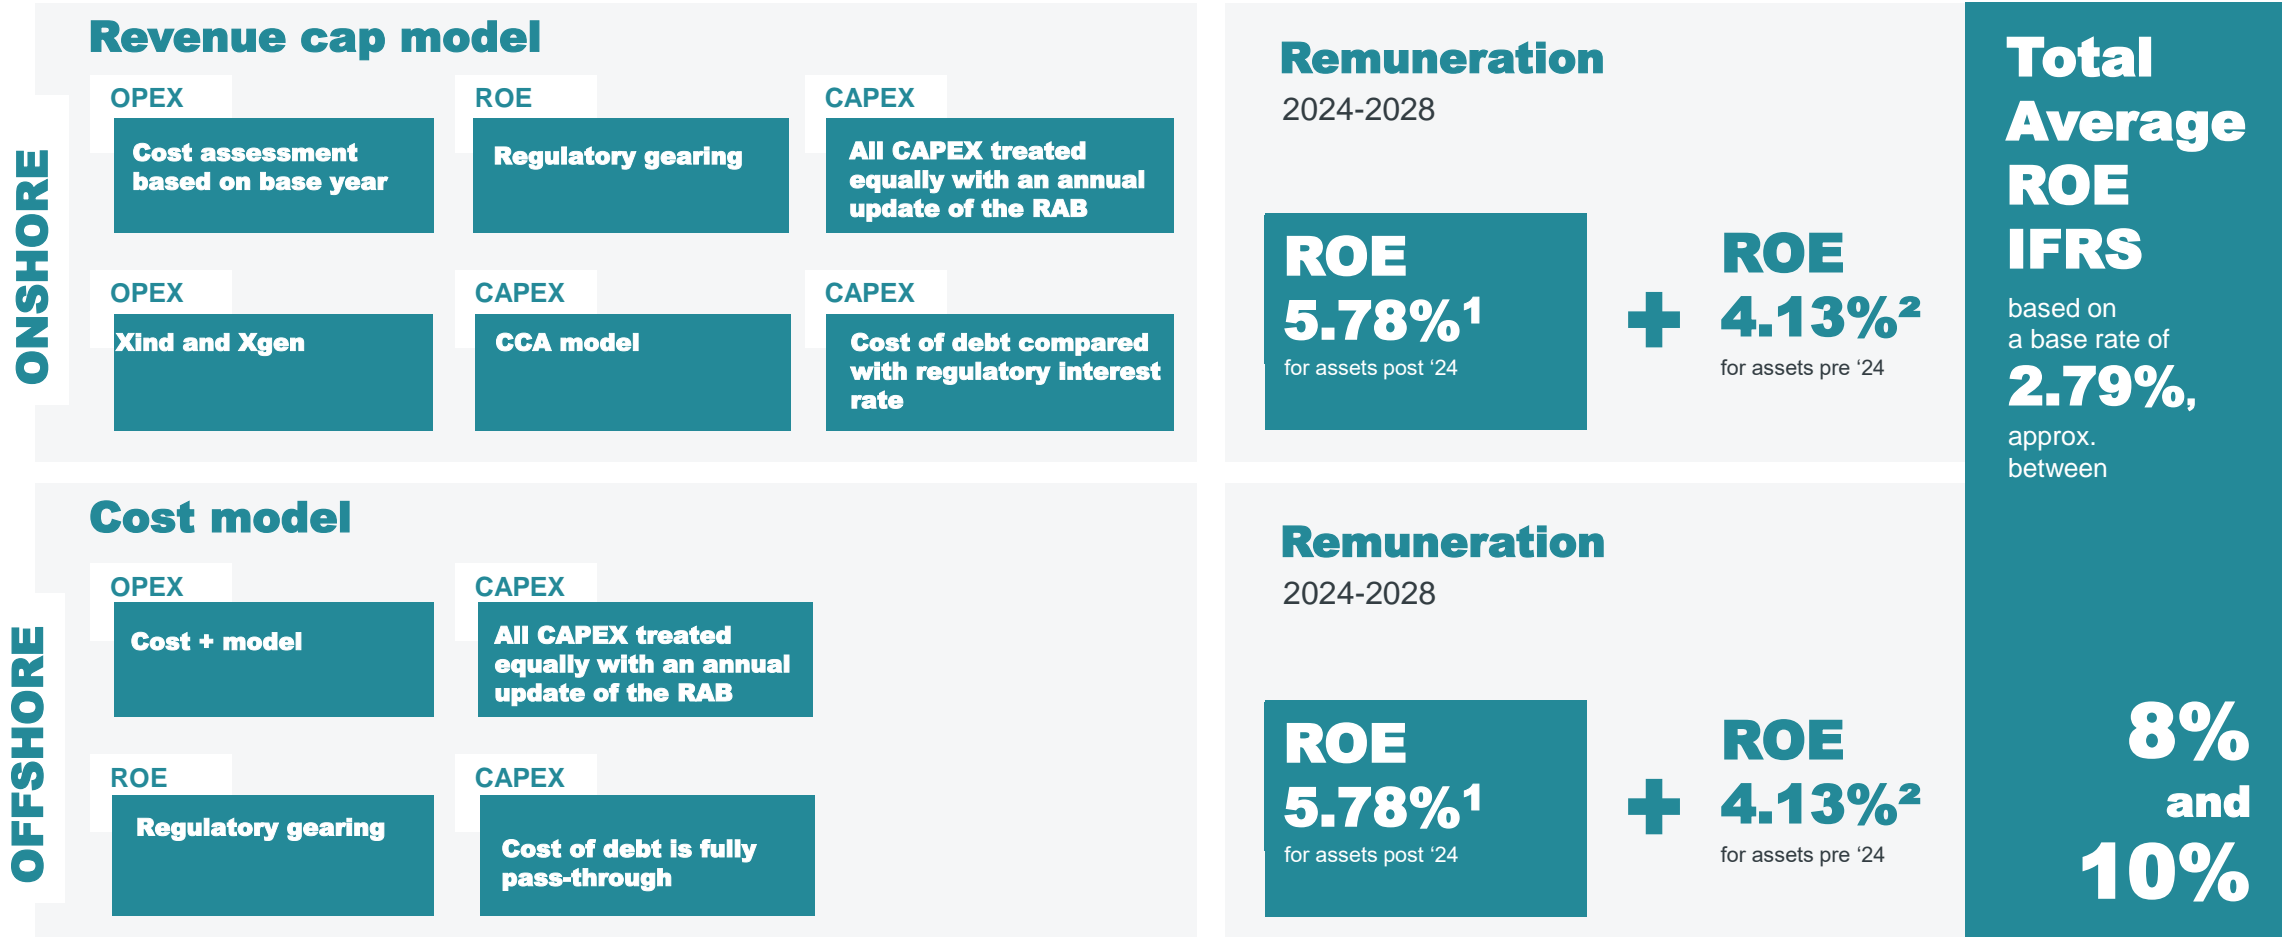 ONSHORE
Revenue cap model
OPEX
Cost assessment
based on base year
ROE
Regulatory gearing
CAPEX
All CAPEX treated
equally with an annual
update of the RAB
OPEX
Xind and Xgen
CAPEX
CCA model
CAPEX
Cost of debt compared
with regulatory interest
rate
Remuneration
2024-2028
ROE
5.78%¹
for assets post ‘24
+
ROE
4.13%²
for assets pre ‘24
OFFSHORE
Cost model
OPEX
Cost + model
CAPEX
All CAPEX treated
equally with an annual
update of the RAB
ROE
Regulatory gearing
CAPEX
Cost of debt is fully
pass-through
Remuneration
2024-2028
ROE
5.78%¹
for assets post ‘24
+
ROE
4.13%²
for assets pre ‘24
Total
Average
ROE
IFRS
based on
a base rate of
2.79%,
approx.
between
8%
and
10%